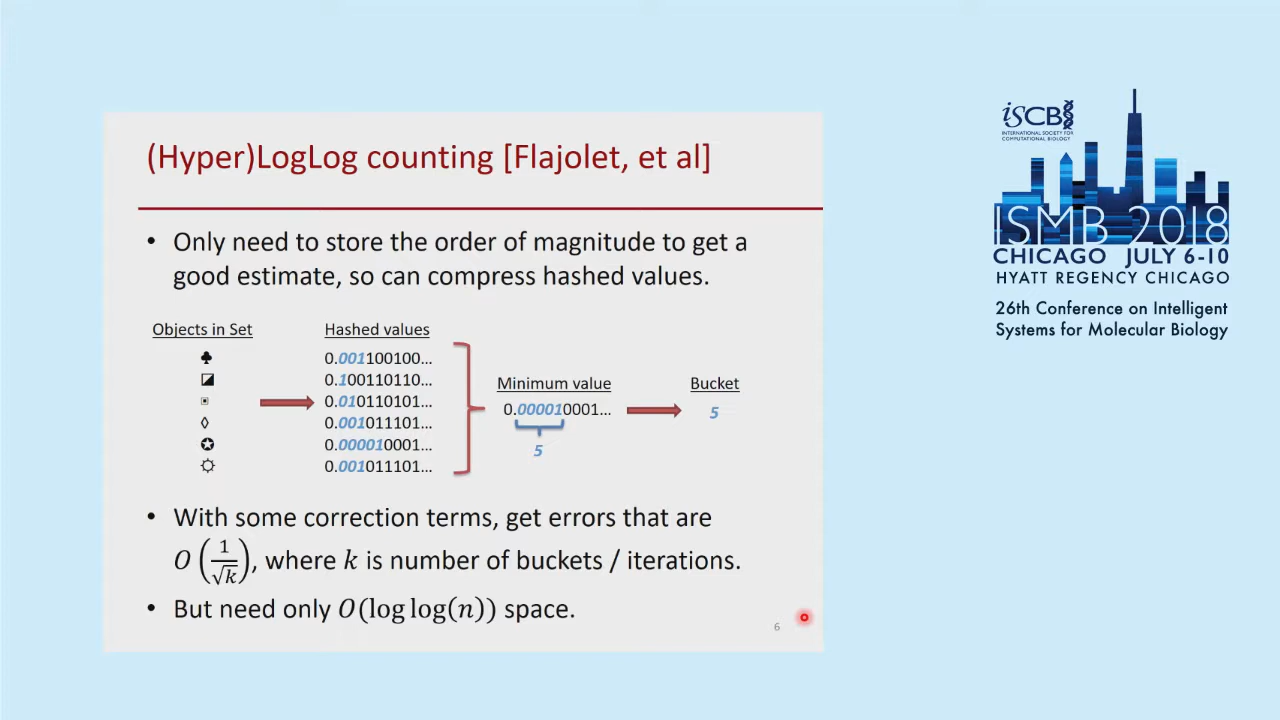 (Hyper)LogLog counting [Flajolet, et al]
• Only need to store the order of magnitude to get a
good estimate, so can compress hashed values.
Objects in Set
Hashed values
0.001100100...
0.100110110...
0.010110101...
0.001011101...
0.000010001...
0.001011101...
Minimum value
0.000010001...
5
Bucket
5
• With some correction terms, get errors that are
O(1/√k), where k is number of buckets / iterations.
• But need only O(log log(n)) space.
6
iSCB
INTERNATIONAL SOCIETY FOR
COMPUTATIONAL BIOLOGY
ISMB 2018
CHICAGO JULY 6-10
HYATT REGENCY CHICAGO
26th Conference on Intelligent
Systems for Molecular Biology